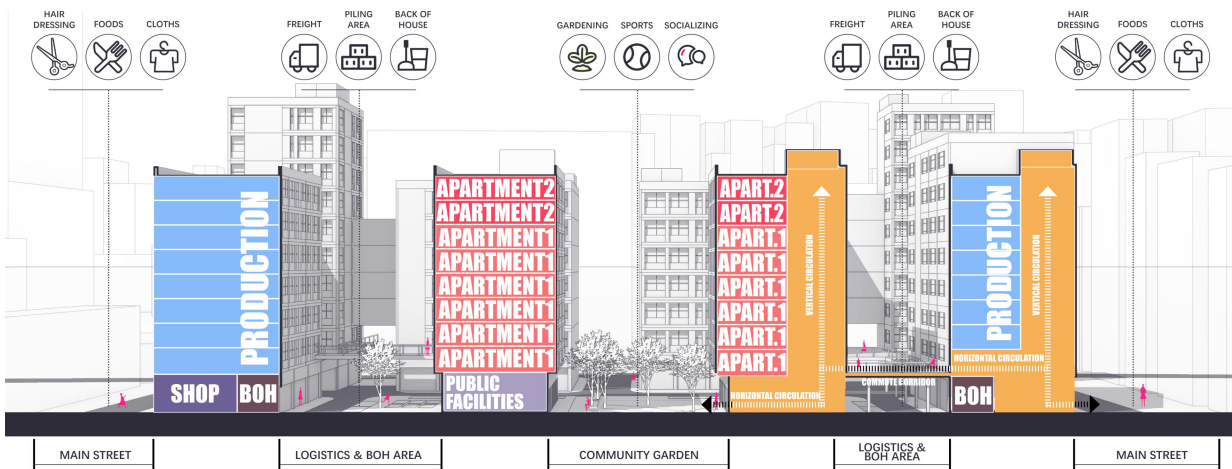 HAIR
DRESSING
FOODS
CLOTHS
FREIGHT
PILING
AREA
BACK OF
HOUSE
GARDENING
SPORTS
SOCIALIZING
FREIGHT
PILING
AREA
BACK OF
HOUSE
HAIR
DRESSING
FOODS
CLOTHS
PRODUCTION
SHOP
BOH
APARTMENT2
APARTMENT2
APARTMENT1
APARTMENT1
APARTMENT1
APARTMENT1
APARTMENT1
APARTMENT1
PUBLIC
FACILITIES
APART.2
APART.2
APART.1
APART.1
APART.1
APART.1
APART.1
APART.1
VERTICAL CIRCULATION
HORIZONTAL CIRCULATION
COMMUTE CORRIDOR
PRODUCTION
VERTICAL CIRCULATION
HORIZONTAL CIRCULATION
BOH
MAIN STREET
LOGISTICS & BOH AREA
COMMUNITY GARDEN
LOGISTICS &
BOH AREA
MAIN STREET